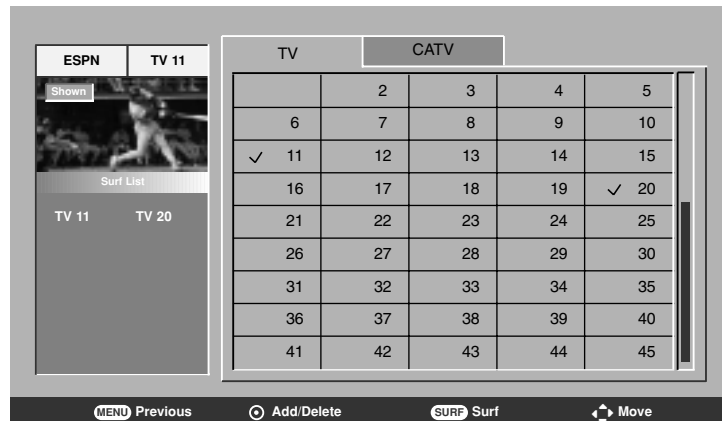 ESPN TV 11
Shown
Surf List
TV 11 TV 20
TV CATV
2 3 4 5
6 7 8 9 10
✓ 11 12 13 14 15
16 17 18 19 ✓ 20
21 22 23 24 25
26 27 28 29 30
31 32 33 34 35
36 37 38 39 40
41 42 43 44 45
MENU Previous Add/Delete SURF Surf Move